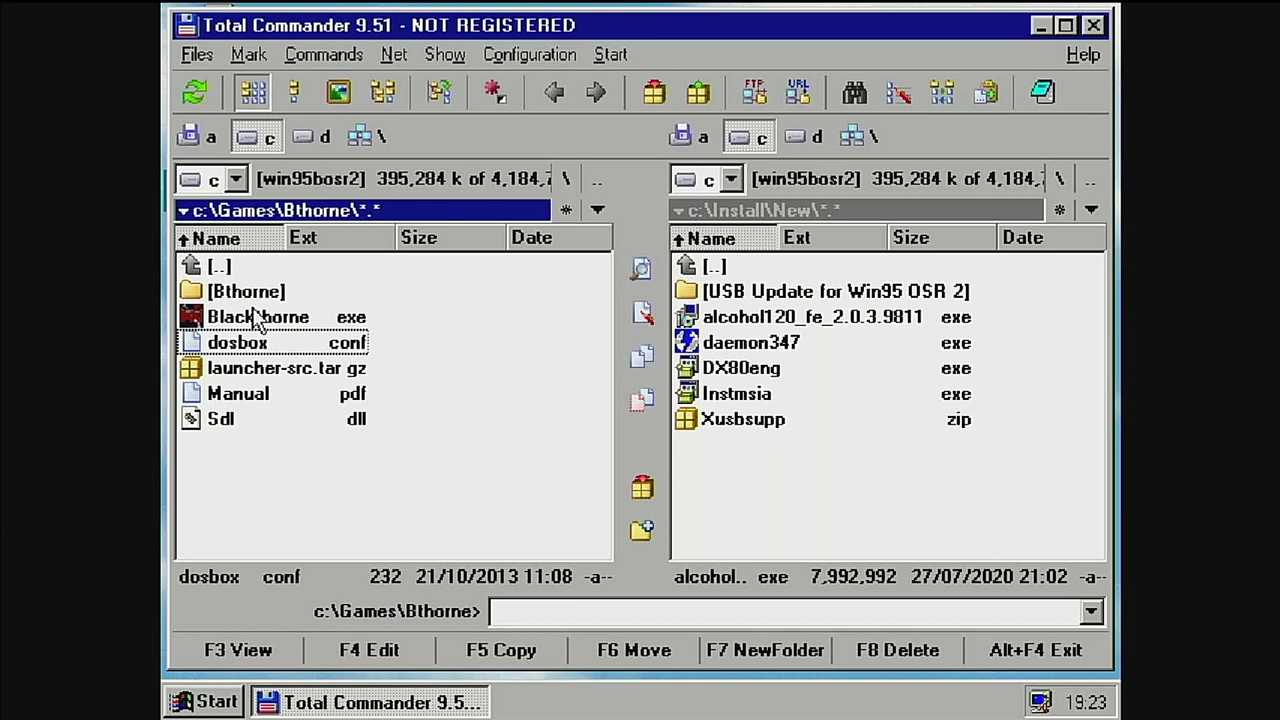 Total Commander 9.51 - NOT REGISTERED
Files Mark Commands Net Show Configuration Start Help
FTP URL
a c d \ a c d \
c [win95bosr2] 395,284 k of 4,184,7 \ .. c [win95bosr2] 395,284 k of 4,184, \ ..
c:\Games\Bthorne\*.* * c:\Install\New\*.* *
Name Ext Size Date Name Ext Size Date
[..] [..]
[Bthorne] [USB Update for Win95 OSR 2]
Blackthorne exe alcohol120_fe_2.0.3.9811 exe
dosbox conf daemon347 exe
launcher-src.tar gz DX80eng exe
Manual pdf Instmsia exe
Sdl dll Xusbsupp zip
dosbox conf 232 21/10/2013 11:08 -a-- alcohol.. exe 7,992,992 27/07/2020 21:02 -a--
c:\Games\Bthorne>
F3 View F4 Edit F5 Copy F6 Move F7 NewFolder F8 Delete Alt+F4 Exit
Start Total Commander 9.5... 19:23